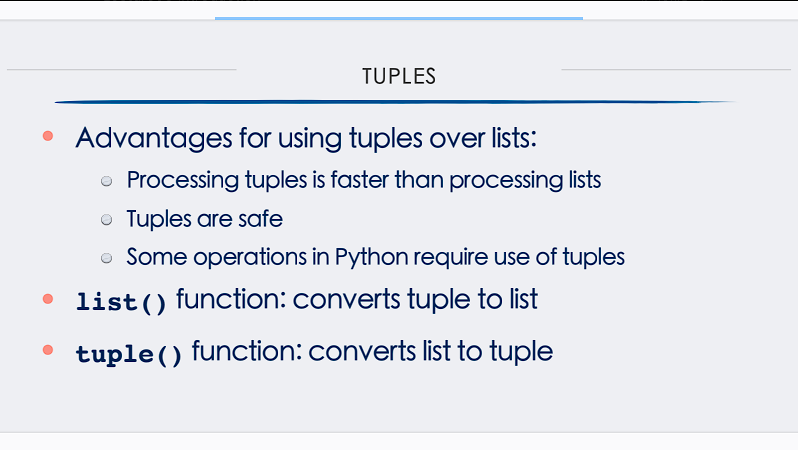 TUPLES
Advantages for using tuples over lists:
Processing tuples is faster than processing lists
Tuples are safe
Some operations in Python require use of tuples
list() function: converts tuple to list
tuple() function: converts list to tuple